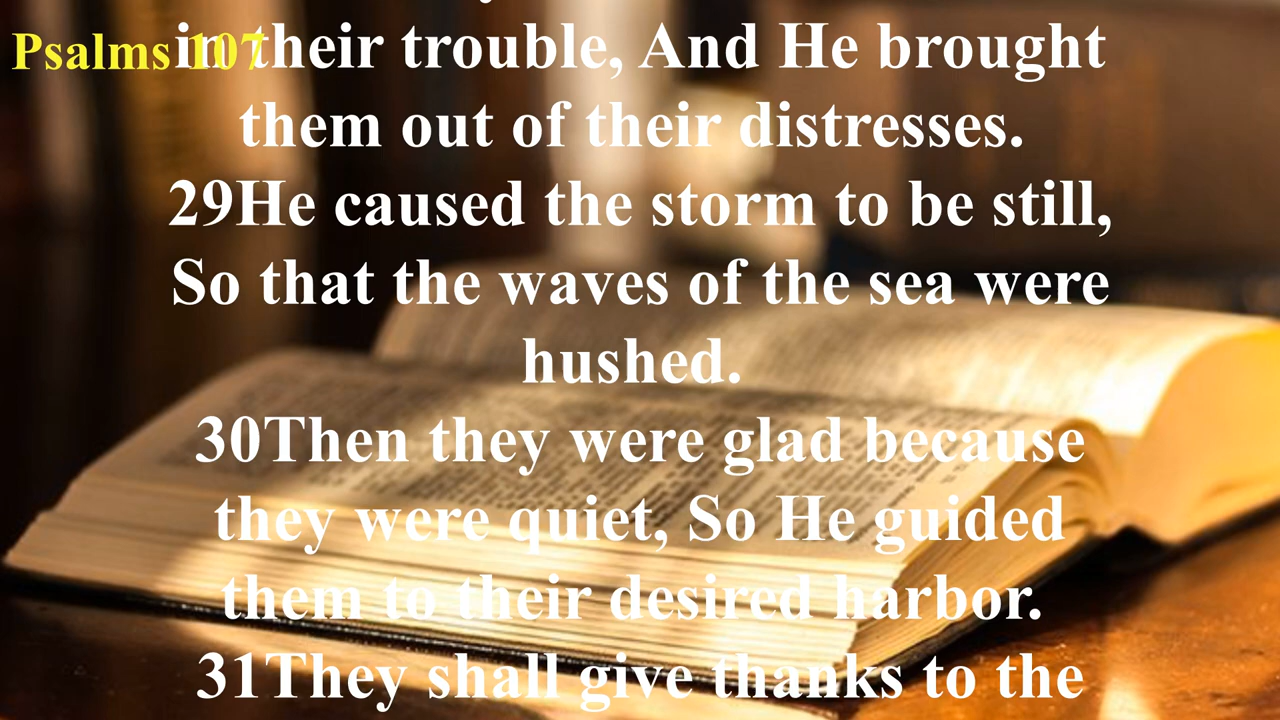 Psalms 107
in their trouble, And He brought
them out of their distresses.
29He caused the storm to be still,
So that the waves of the sea were
hushed.
30Then they were glad because
they were quiet, So He guided
them to their desired harbor.
31They shall give thanks to the